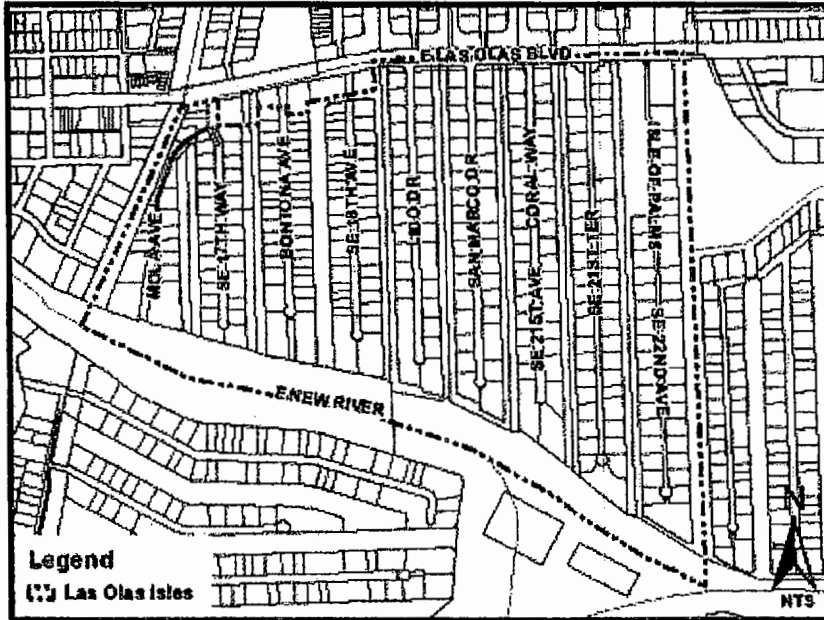 E LAS OLAS BLVD
MOLA AVE
SE 17TH WAY
BONTONA AVE
SE 18TH AVE
LIDO DR
SAN MARCO DR
SE 21ST AVE CORAL WAY
SE 21ST TER
ISLE OF PALMS SE 22ND AVE
E NEW RIVER
N
NTS
Legend
Las Olas Isles